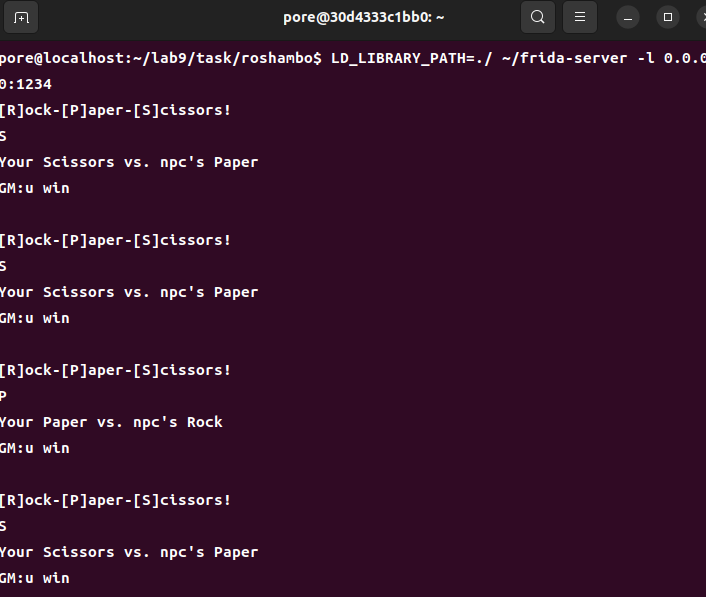 pore@30d4333c1bb0: ~
pore@localhost:~/lab9/task/roshambo$ LD_LIBRARY_PATH=./ ~/frida-server -l 0.0.0
0:1234
[R]ock-[P]aper-[S]cissors!
S
Your Scissors vs. npc's Paper
GM:u win
[R]ock-[P]aper-[S]cissors!
S
Your Scissors vs. npc's Paper
GM:u win
[R]ock-[P]aper-[S]cissors!
P
Your Paper vs. npc's Rock
GM:u win
[R]ock-[P]aper-[S]cissors!
S
Your Scissors vs. npc's Paper
GM:u win